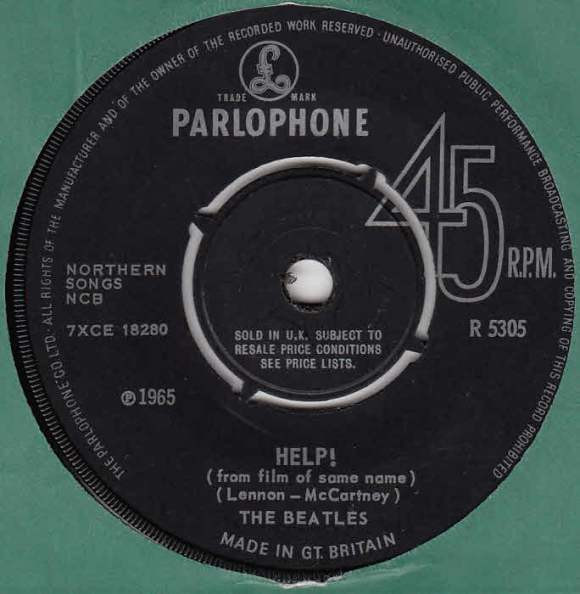 THE PARLOPHONE CO LTD. ALL RIGHTS OF THE MANUFACTURER AND OF THE OWNER OF THE RECORDED WORK RESERVED · UNAUTHORISED PUBLIC PERFORMANCE BROADCASTING AND COPYING OF THIS RECORD PROHIBITED
£
TRADE MARK
PARLOPHONE
45
R.P.M.
NORTHERN
SONGS
NCB
7XCE 18280
R 5305
SOLD IN U.K. SUBJECT TO
RESALE PRICE CONDITIONS
SEE PRICE LISTS.
℗ 1965
HELP!
(from film of same name)
(Lennon – McCartney)
THE BEATLES
MADE IN GT. BRITAIN